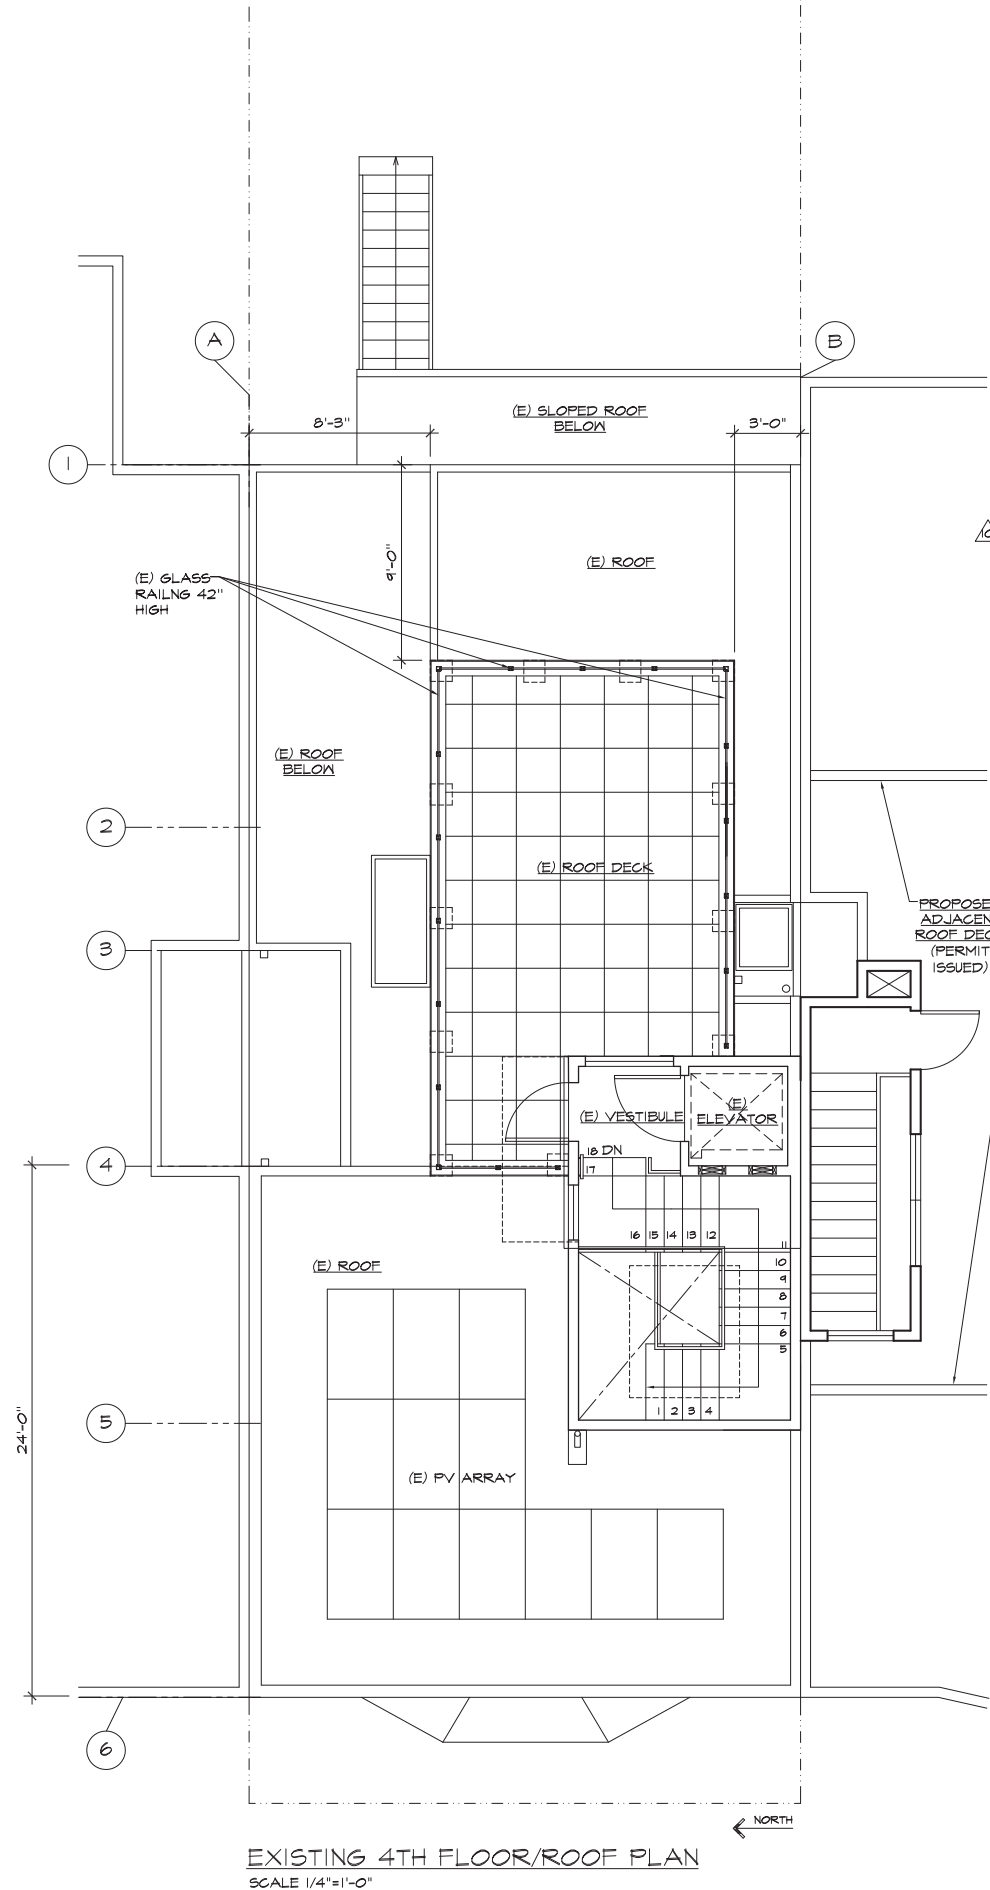 A
B
(E) SLOPED ROOF
BELOW
8'-3"
3'-0"
1
9'-0"
(E) ROOF
(E) GLASS
RAILNG 42"
HIGH
(E) ROOF
BELOW
2
(E) ROOF DECK
PROPOSE
ADJACEN
ROOF DEC
(PERMIT
ISSUED)
3
(E) VESTIBULE
(E)
ELEVATOR
4
18 DN
17
16 15 14 13 12
11
10
9
8
7
6
5
(E) ROOF
1 2 3 4
5
24'-0"
(E) PV ARRAY
6
NORTH
EXISTING 4TH FLOOR/ROOF PLAN
SCALE 1/4"=1'-0"